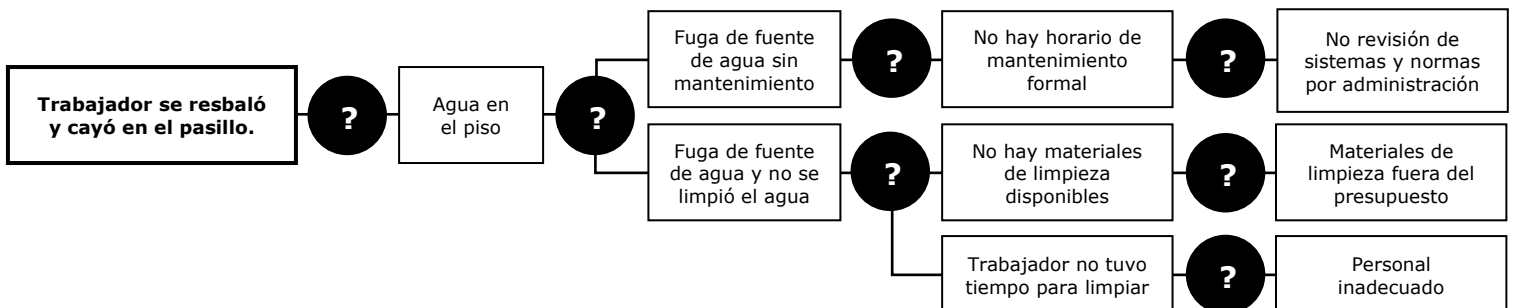 Trabajador se resbaló
y cayó en el pasillo.
?
Agua en
el piso
?
Fuga de fuente
de agua sin
mantenimiento
?
No hay horario de
mantenimiento
formal
?
No revisión de
sistemas y normas
por administración
Fuga de fuente
de agua y no se
limpió el agua
?
No hay materiales
de limpieza
disponibles
?
Materiales de
limpieza fuera del
presupuesto
Trabajador no tuvo
tiempo para limpiar
?
Personal
inadecuado